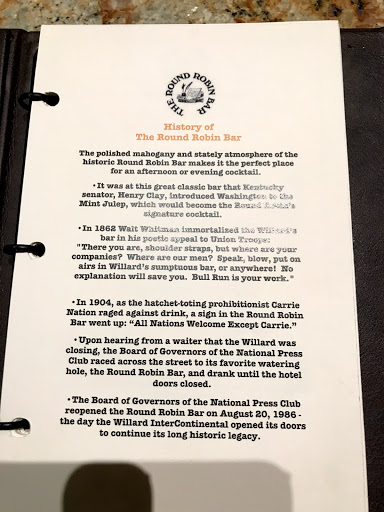 THE ROUND ROBIN BAR
History of
The Round Robin Bar
The polished mahogany and stately atmosphere of the
historic Round Robin Bar makes it the perfect place
for an afternoon or evening cocktail.
• It was at this great classic bar that Kentucky
senator, Henry Clay, introduced Washington to the
Mint Julep, which would become the Round Robin's
signature cocktail.
• In 1862 Walt Whitman immortalized the Willard's
bar in his poetic appeal to Union Troops:
"There you are, shoulder straps, but where are your
companies? Where are our men? Speak, blow, put on
airs in Willard's sumptuous bar, or anywhere! No
explanation will save you. Bull Run is your work."
• In 1904, as the hatchet-toting prohibitionist Carrie
Nation raged against drink, a sign in the Round Robin
Bar went up: "All Nations Welcome Except Carrie."
• Upon hearing from a waiter that the Willard was
closing, the Board of Governors of the National Press
Club raced across the street to its favorite watering
hole, the Round Robin Bar, and drank until the hotel
doors closed.
• The Board of Governors of the National Press Club
reopened the Round Robin Bar on August 20, 1986 -
the day the Willard InterContinental opened its doors
to continue its long historic legacy.